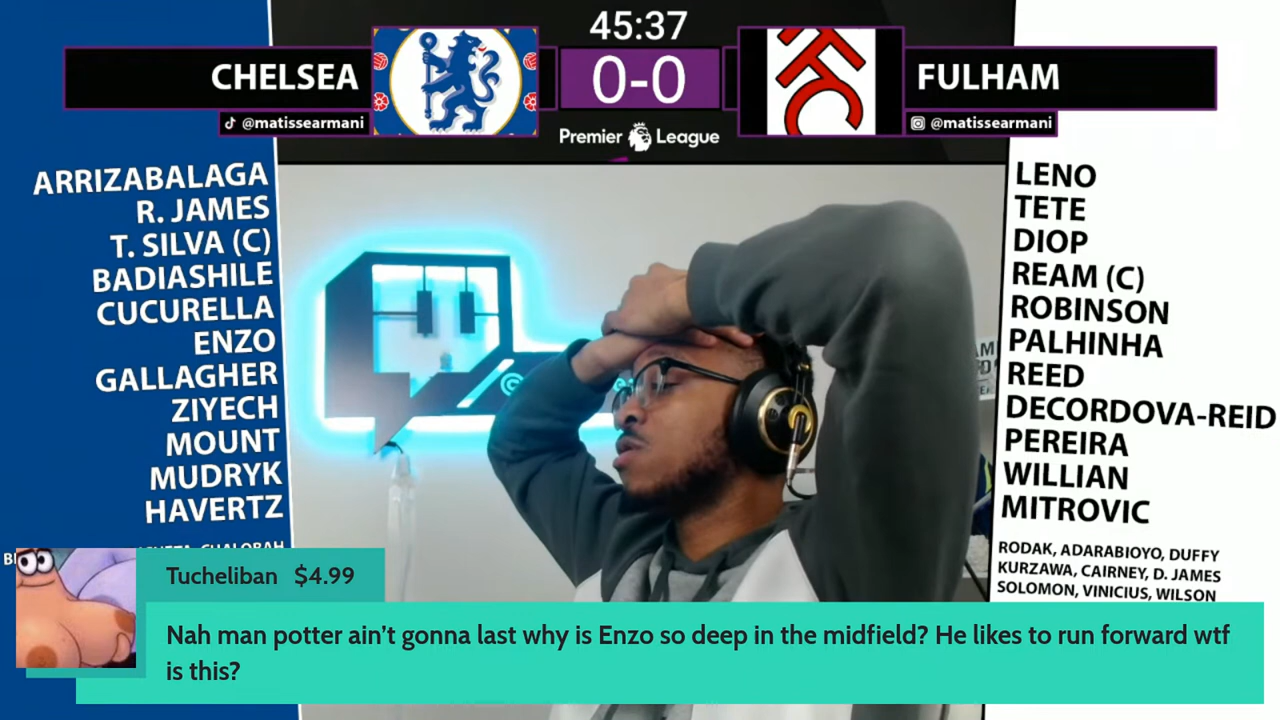 45:37
CHELSEA
0-0
FULHAM
@matissearmani
@matissearmani
Premier League
ARRIZABALAGA
R. JAMES
T. SILVA (C)
BADIASHILE
CUCURELLA
ENZO
GALLAGHER
ZIYECH
MOUNT
MUDRYK
HAVERTZ
LENO
TETE
DIOP
REAM (C)
ROBINSON
PALHINHA
REED
DECORDOVA-REID
PEREIRA
WILLIAN
MITROVIC
RODAK, ADARABIOYO, DUFFY
KURZAWA, CAIRNEY, D. JAMES
SOLOMON, VINICIUS, WILSON
Tucheliban $4.99
Nah man potter ain't gonna last why is Enzo so deep in the midfield? He likes to run forward wtf
is this?